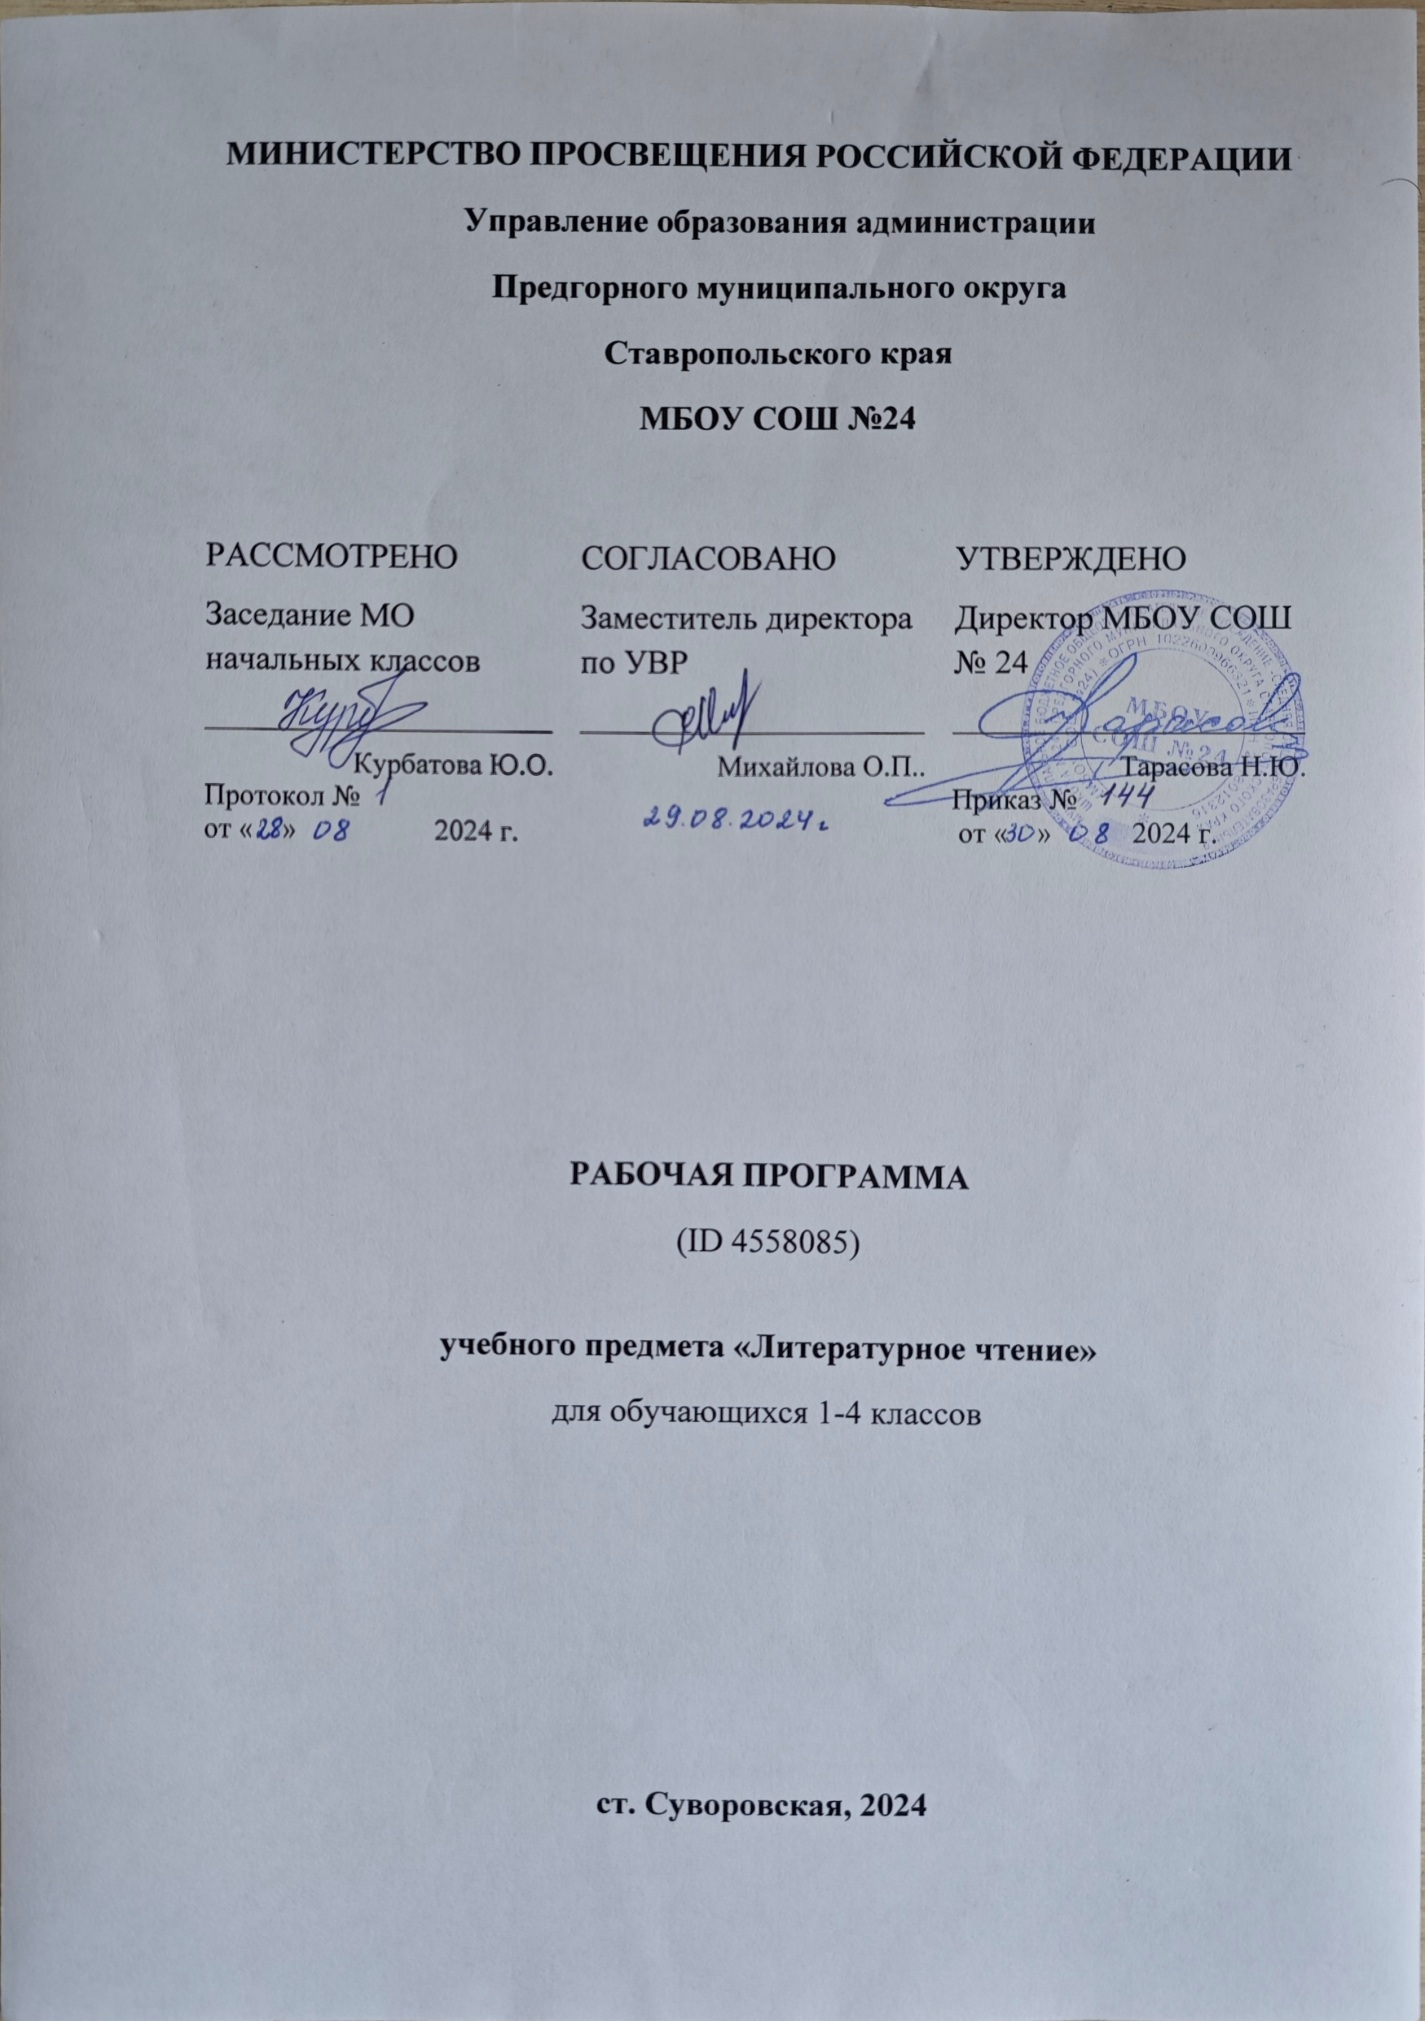 МИНИСТЕРСТВО ПРОСВЕЩЕНИЯ РОССИЙСКОЙ ФЕДЕРАЦИИ
Управление образования администрации
Предгорного муниципального округа
Ставропольского края
МБОУ СОШ №24
РАССМОТРЕНО
Заседание МО
начальных классов
Курбатова Ю.О.
Протокол № 1
от «28» 08 2024 г.
СОГЛАСОВАНО
Заместитель директора
по УВР
Михайлова О.П..
29.08.2024г
УТВЕРЖДЕНО
Директор МБОУ СОШ
№ 24
Тарасова Н.Ю.
Приказ № 144
от «30» 08 2024 г.
МБОУ
СОШ №24
РАБОЧАЯ ПРОГРАММА
(ID 4558085)
учебного предмета «Литературное чтение»
для обучающихся 1-4 классов
ст. Суворовская, 2024